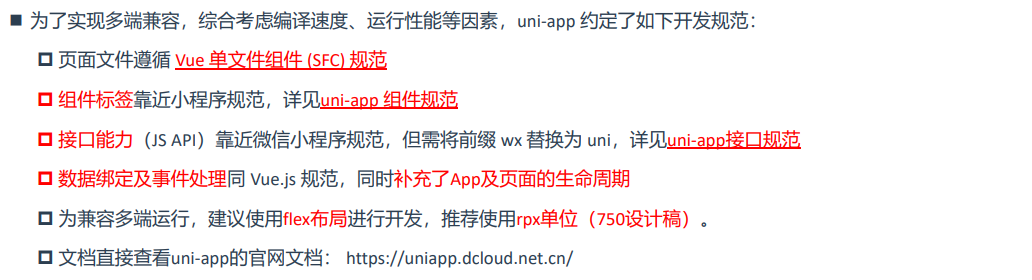 为了实现多端兼容，综合考虑编译速度、运行性能等因素，uni-app 约定了如下开发规范：
页面文件遵循 Vue 单文件组件 (SFC) 规范
组件标签靠近小程序规范，详见uni-app 组件规范
接口能力（JS API）靠近微信小程序规范，但需将前缀 wx 替换为 uni，详见uni-app接口规范
数据绑定及事件处理同 Vue.js 规范，同时补充了App及页面的生命周期
为兼容多端运行，建议使用flex布局进行开发，推荐使用rpx单位（750设计稿）。
文档直接查看uni-app的官网文档： https://uniapp.dcloud.net.cn/